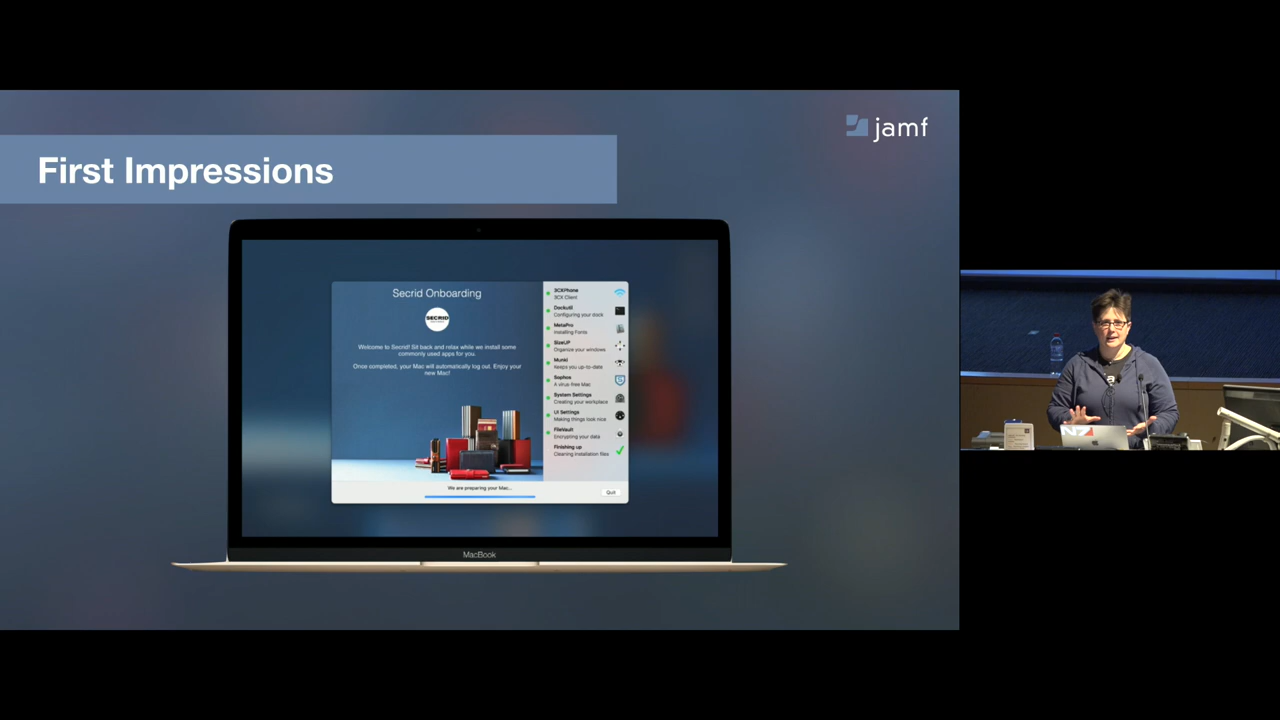 jamf
First Impressions
Secrid Onboarding
SECRID
Welcome to Secrid! Sit back and relax while we install some
commonly used apps for you.
Once completed, your Mac will automatically log out. Enjoy your
new Mac!
3CXPhone
3CX Client
Dockutil
Configuring your dock
MetaPro
Installing Fonts
SizeUP
Organize your windows
Munki
Keeps you up-to-date
Sophos
A virus free Mac
System Settings
Creating your workplace
UI Settings
Making things look nice
FileVault
Encrypting your data
Finishing up
Cleaning installation files
We are preparing your Mac...
Quit
MacBook
N7